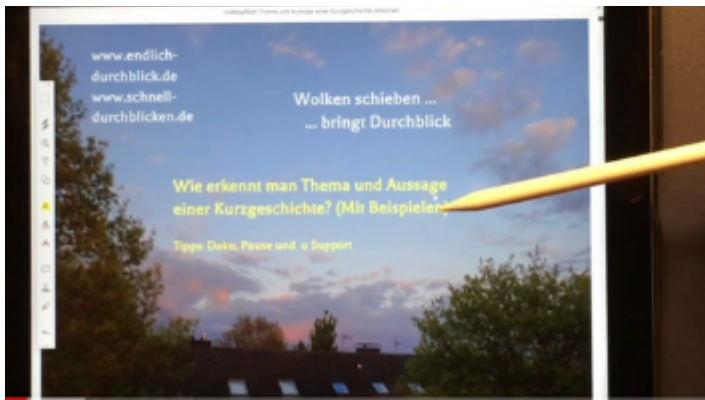 www.endlich-
durchblick.de
www.schnell-
durchblicken.de
Wolken schieben ...
... bringt Durchblick
Wie erkennt man Thema und Aussage
einer Kurzgeschichte? (Mit Beispielen)
Tipps: Doku, Pause und u Support